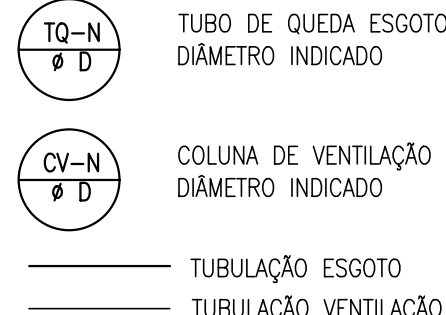 TQ-N
ø D
TUBO DE QUEDA ESGOTO
DIÂMETRO INDICADO
CV-N
ø D
COLUNA DE VENTILAÇÃO
DIÂMETRO INDICADO
TUBULAÇÃO ESGOTO
TUBULAÇÃO VENTILAÇÃO